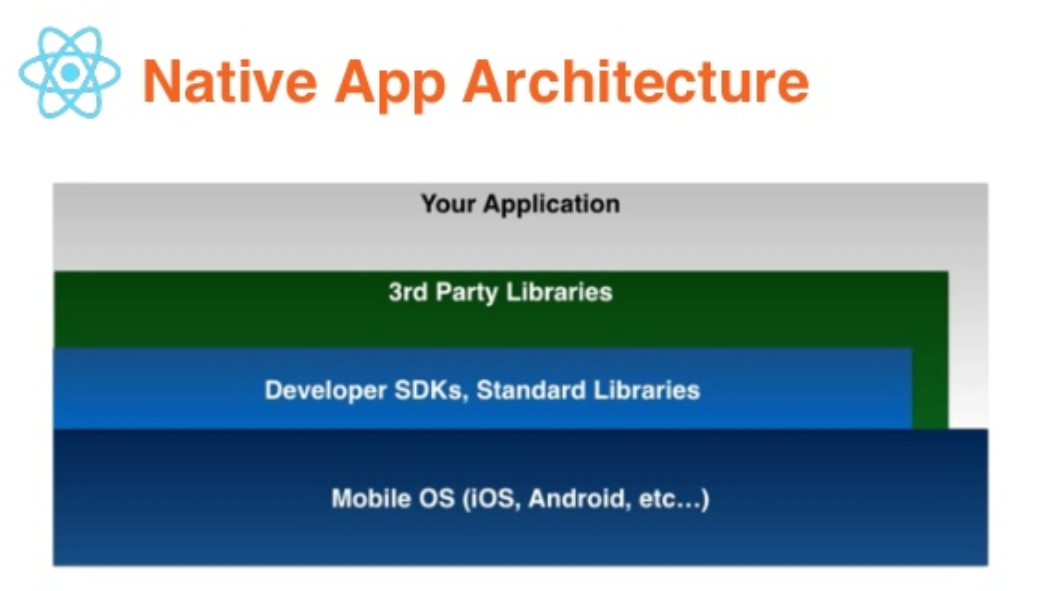 Native App Architecture
Your Application
3rd Party Libraries
Developer SDKs, Standard Libraries
Mobile OS (iOS, Android, etc...)